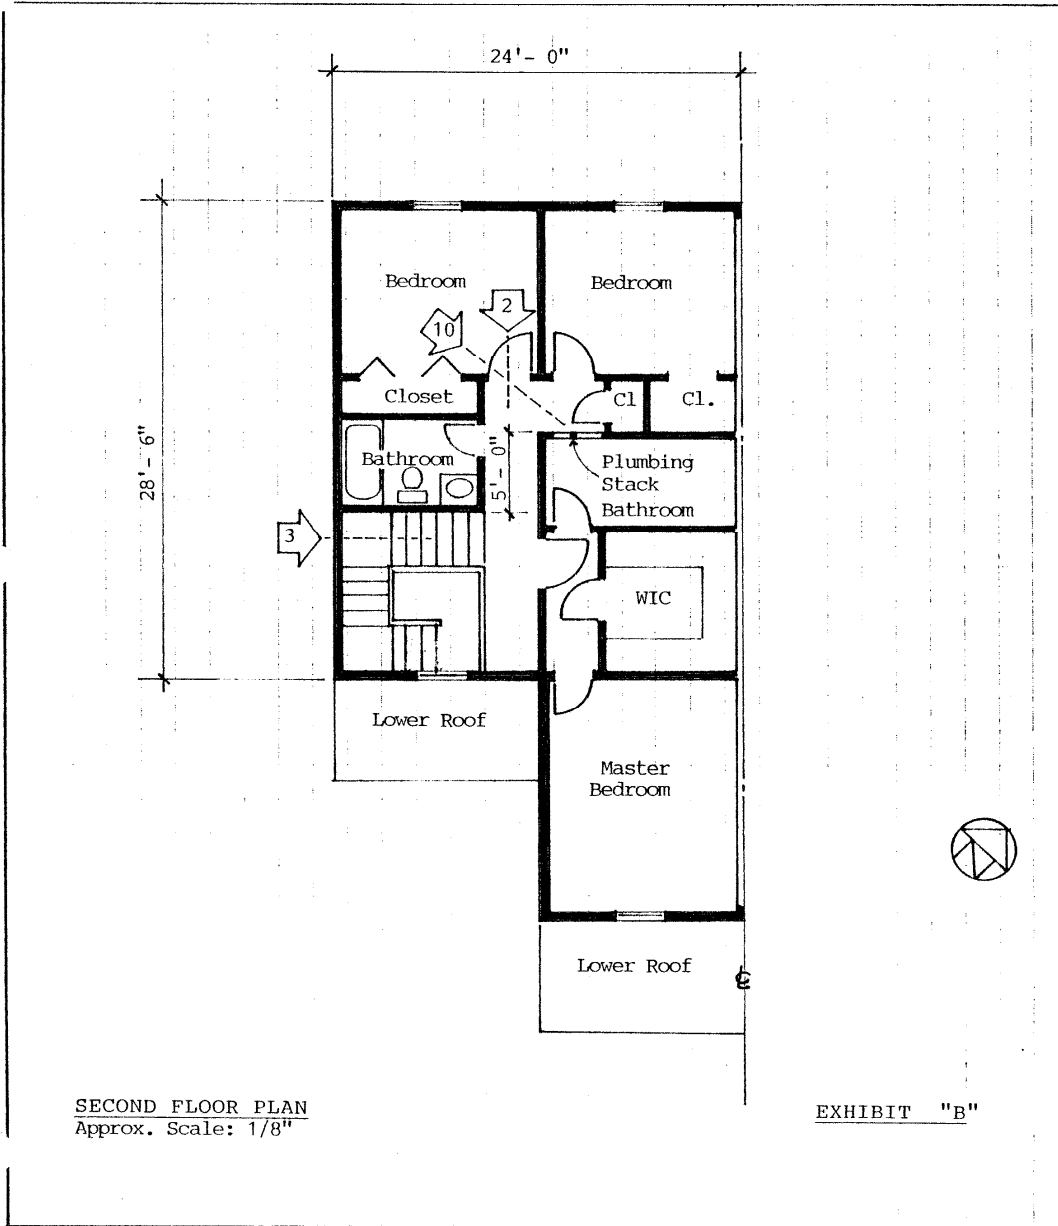 24'- 0"
Bedroom
Bedroom
2
10
Closet
Cl
Cl.
28'- 6"
Bathroom
5'- 0"
Plumbing
Stack
Bathroom
3
WIC
Lower Roof
Master
Bedroom
Lower Roof
℄
SECOND FLOOR PLAN
Approx. Scale: 1/8"
EXHIBIT "B"